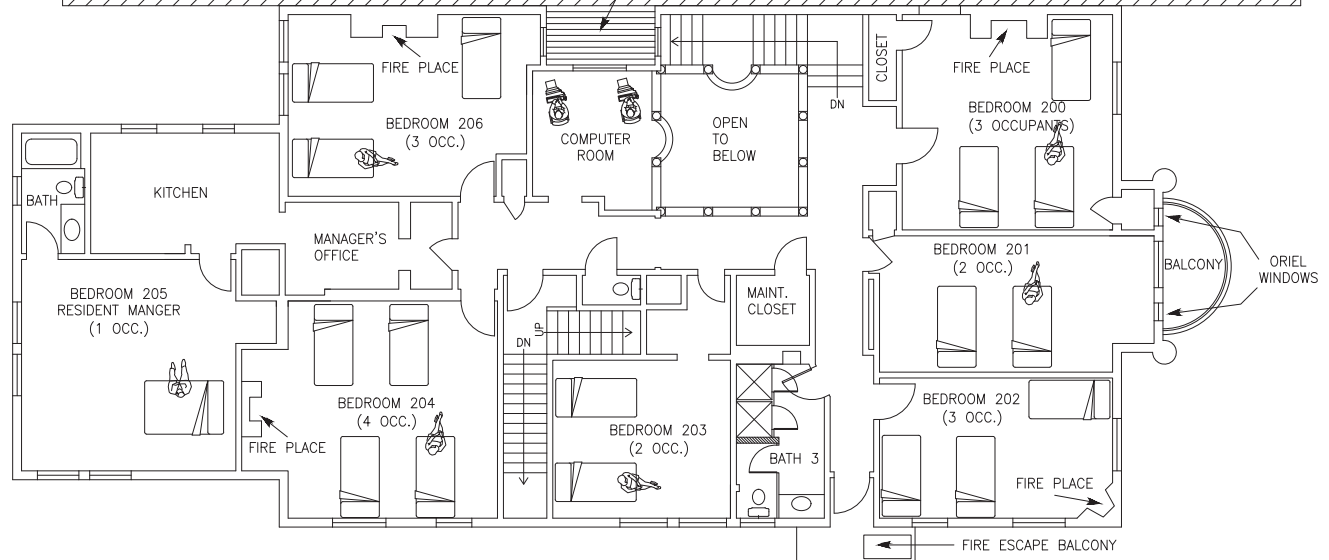 FIRE PLACE
BEDROOM 206
(3 OCC.)
COMPUTER
ROOM
OPEN
TO
BELOW
DN
CLOSET
FIRE PLACE
BEDROOM 200
(3 OCCUPANTS)
BATH
KITCHEN
MANAGER'S
OFFICE
BEDROOM 201
(2 OCC.)
BALCONY
ORIEL
WINDOWS
BEDROOM 205
RESIDENT MANGER
(1 OCC.)
MAINT.
CLOSET
UP
DN
BEDROOM 204
(4 OCC.)
FIRE PLACE
BEDROOM 203
(2 OCC.)
BATH 3
BEDROOM 202
(3 OCC.)
FIRE PLACE
FIRE ESCAPE BALCONY